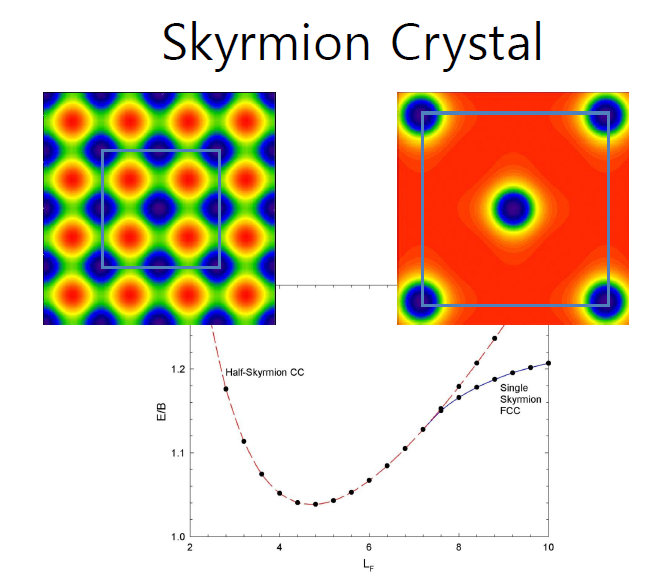 Skyrmion Crystal
1.2
Half-Skyrmion CC
Single
Skyrmion
FCC
E/B
1.1
1.0
2
4
6
8
10
L_F